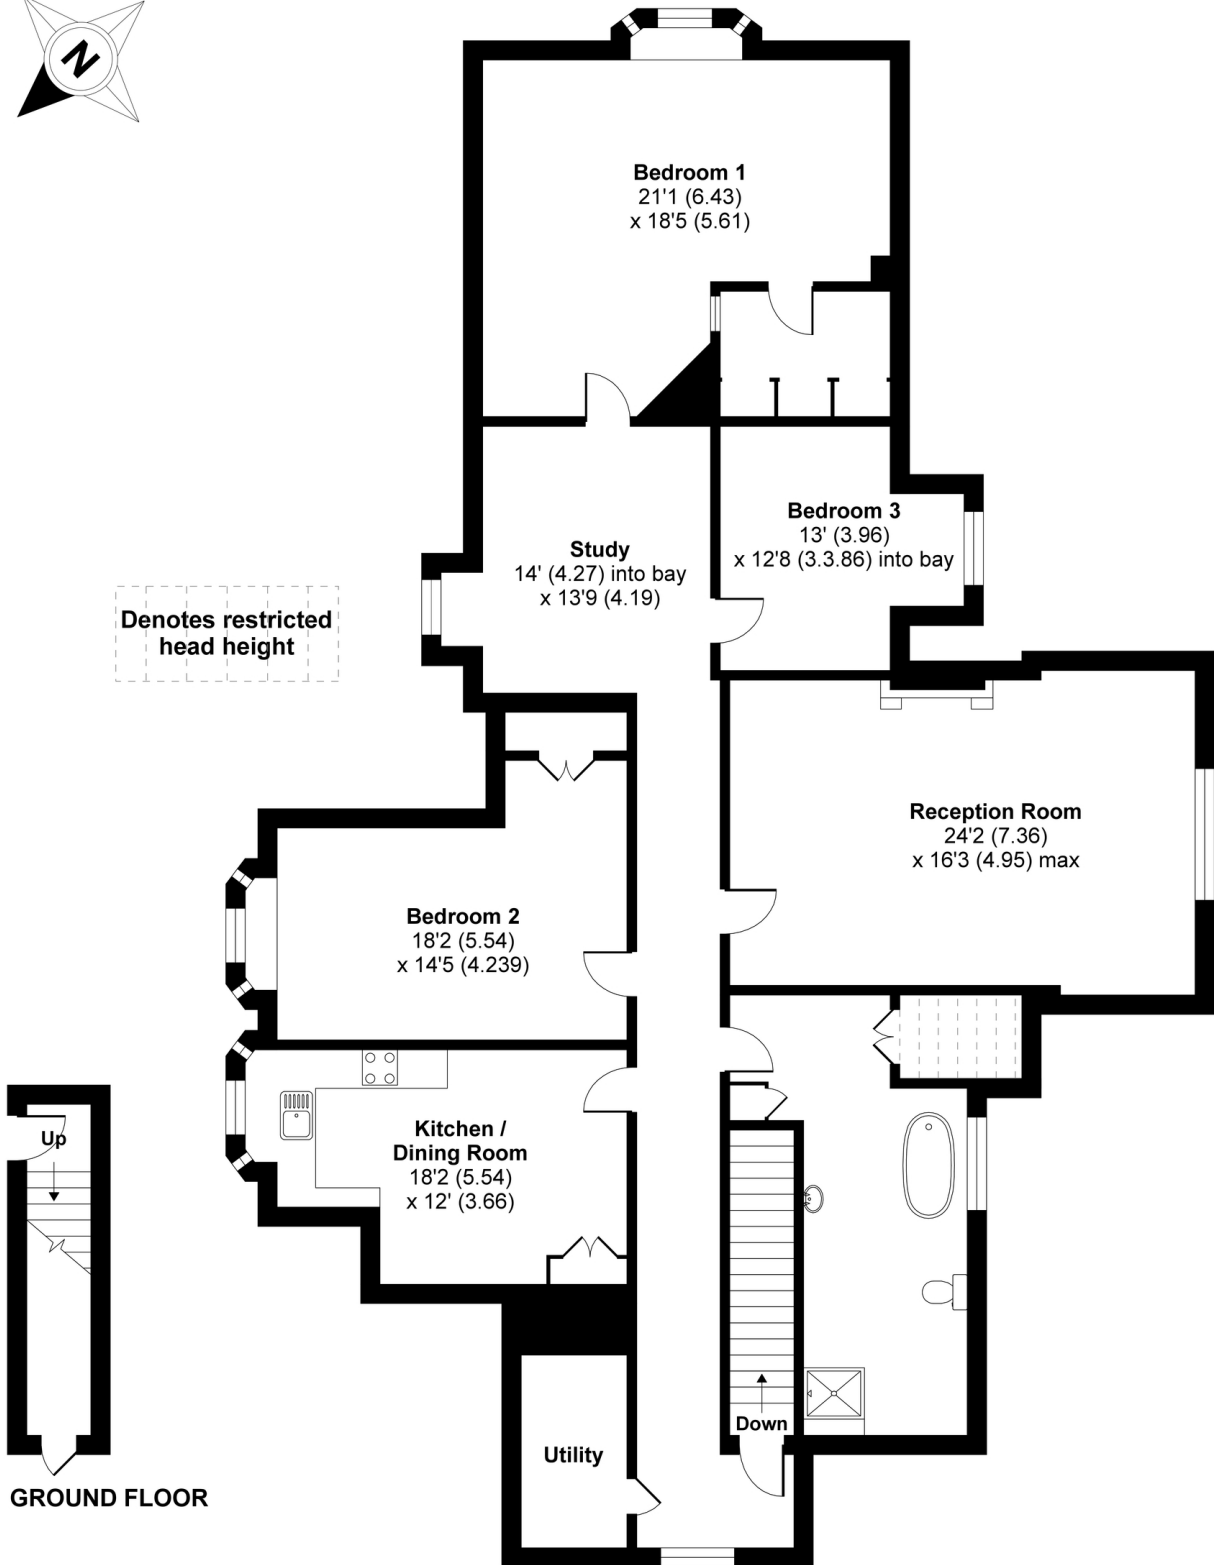 N
Bedroom 1
21'1 (6.43)
x 18'5 (5.61)
Bedroom 3
13' (3.96)
x 12'8 (3.3.86) into bay
Study
14' (4.27) into bay
x 13'9 (4.19)
Denotes restricted
head height
Reception Room
24'2 (7.36)
x 16'3 (4.95) max
Bedroom 2
18'2 (5.54)
x 14'5 (4.239)
Kitchen /
Dining Room
18'2 (5.54)
x 12' (3.66)
Up
Down
Utility
GROUND FLOOR